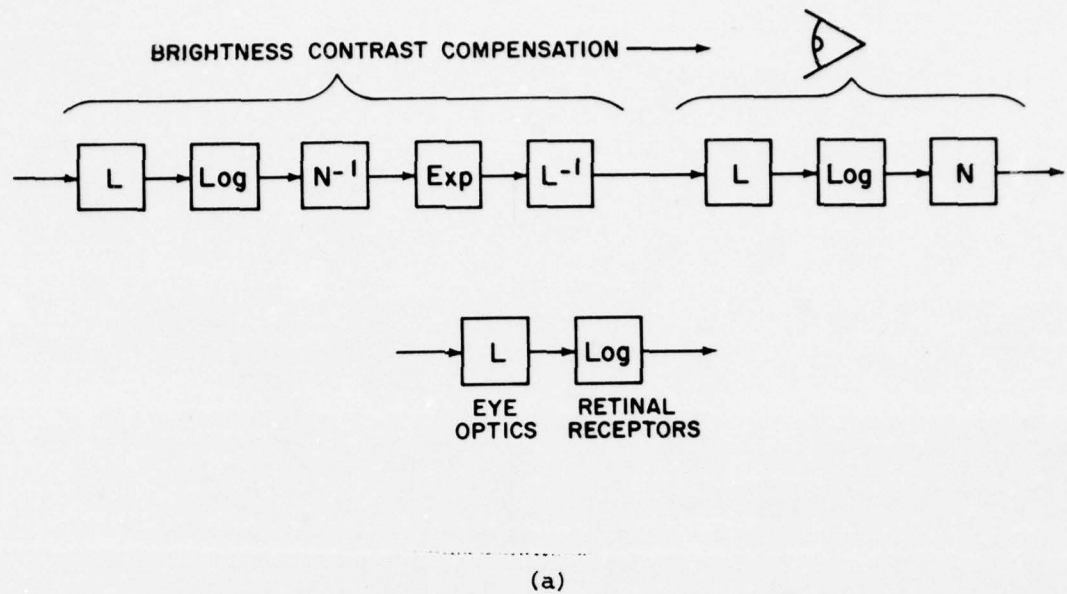 BRIGHTNESS CONTRAST COMPENSATION
L Log N⁻¹ Exp L⁻¹ L Log N
L Log
EYE OPTICS RETINAL RECEPTORS
(a)